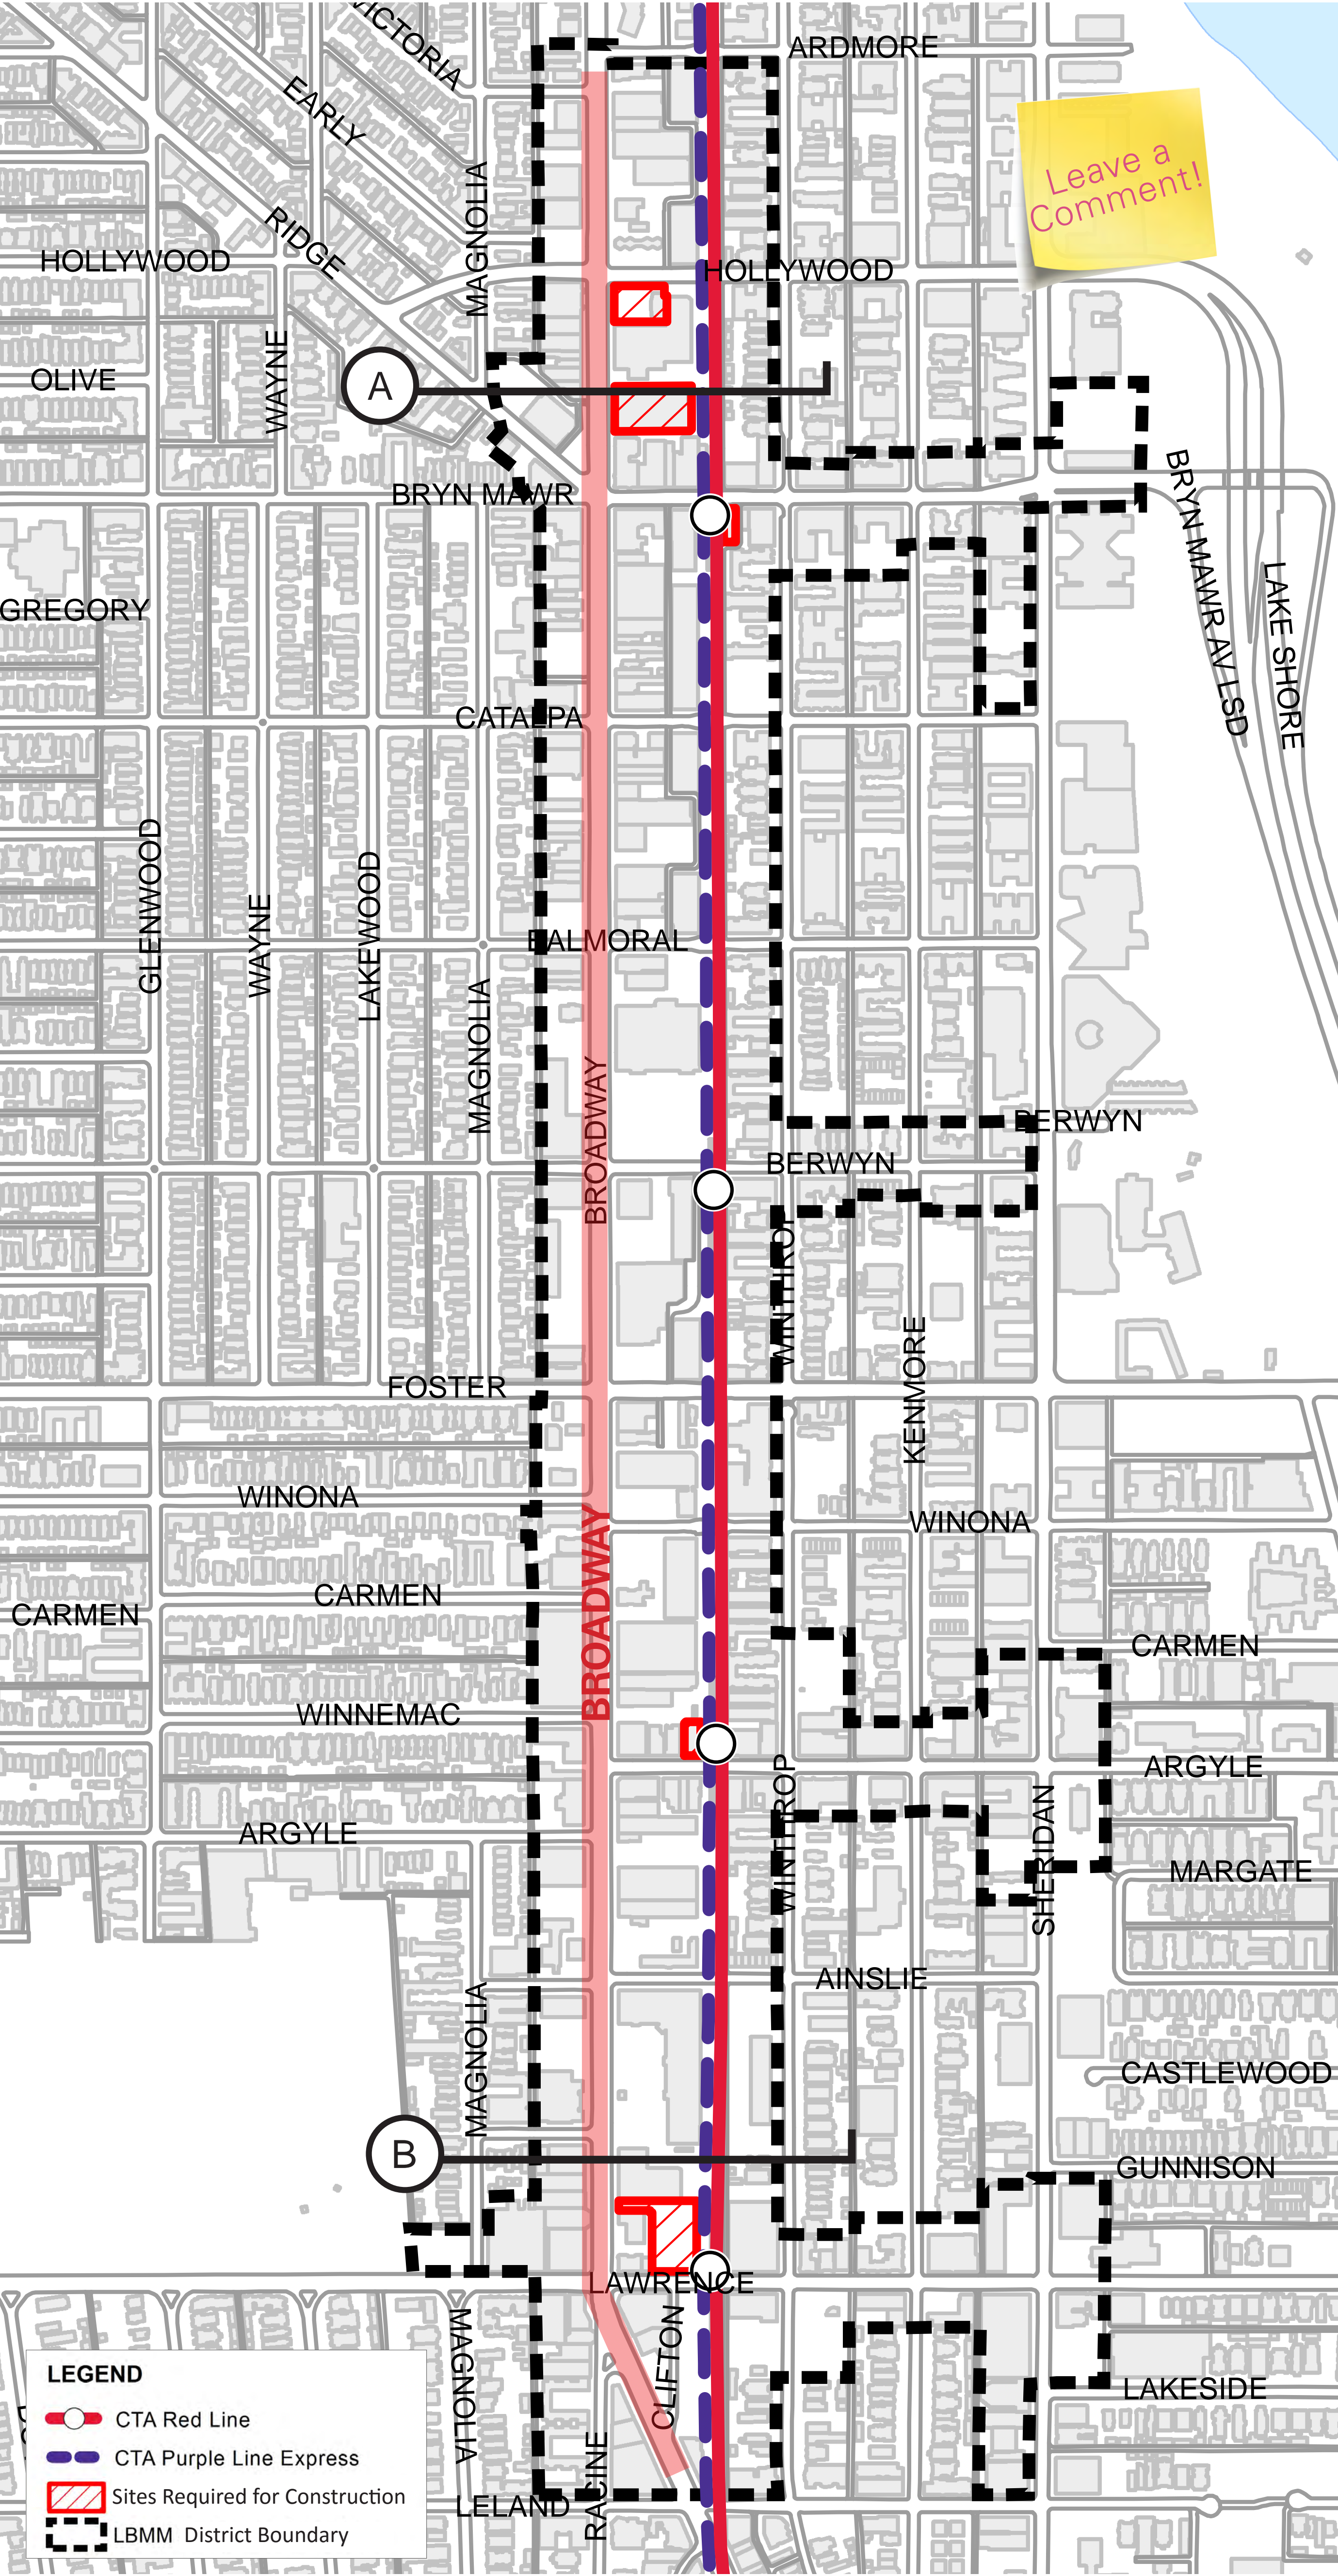 VICTORIA
ARDMORE
EARLY
Leave a
Comment!
MAGNOLIA
RIDGE
HOLLYWOOD
HOLLYWOOD
WAYNE
OLIVE
A
BRYN MAWR
BRYN MAWR AV LSD
LAKE SHORE
GREGORY
CATALPA
GLENWOOD
WAYNE
LAKEWOOD
BALMORAL
MAGNOLIA
BROADWAY
BERWYN
BERWYN
WINTHROP
KENMORE
FOSTER
WINONA
WINONA
BROADWAY
CARMEN
CARMEN
CARMEN
WINNEMAC
ARGYLE
WINTHROP
SHERIDAN
ARGYLE
MARGATE
AINSLIE
MAGNOLIA
CASTLEWOOD
B
GUNNISON
LAWRENCE
CLIFTON
MAGNOLIA
LAKESIDE
RACINE
LELAND
LEGEND
CTA Red Line
CTA Purple Line Express
Sites Required for Construction
LBMM District Boundary